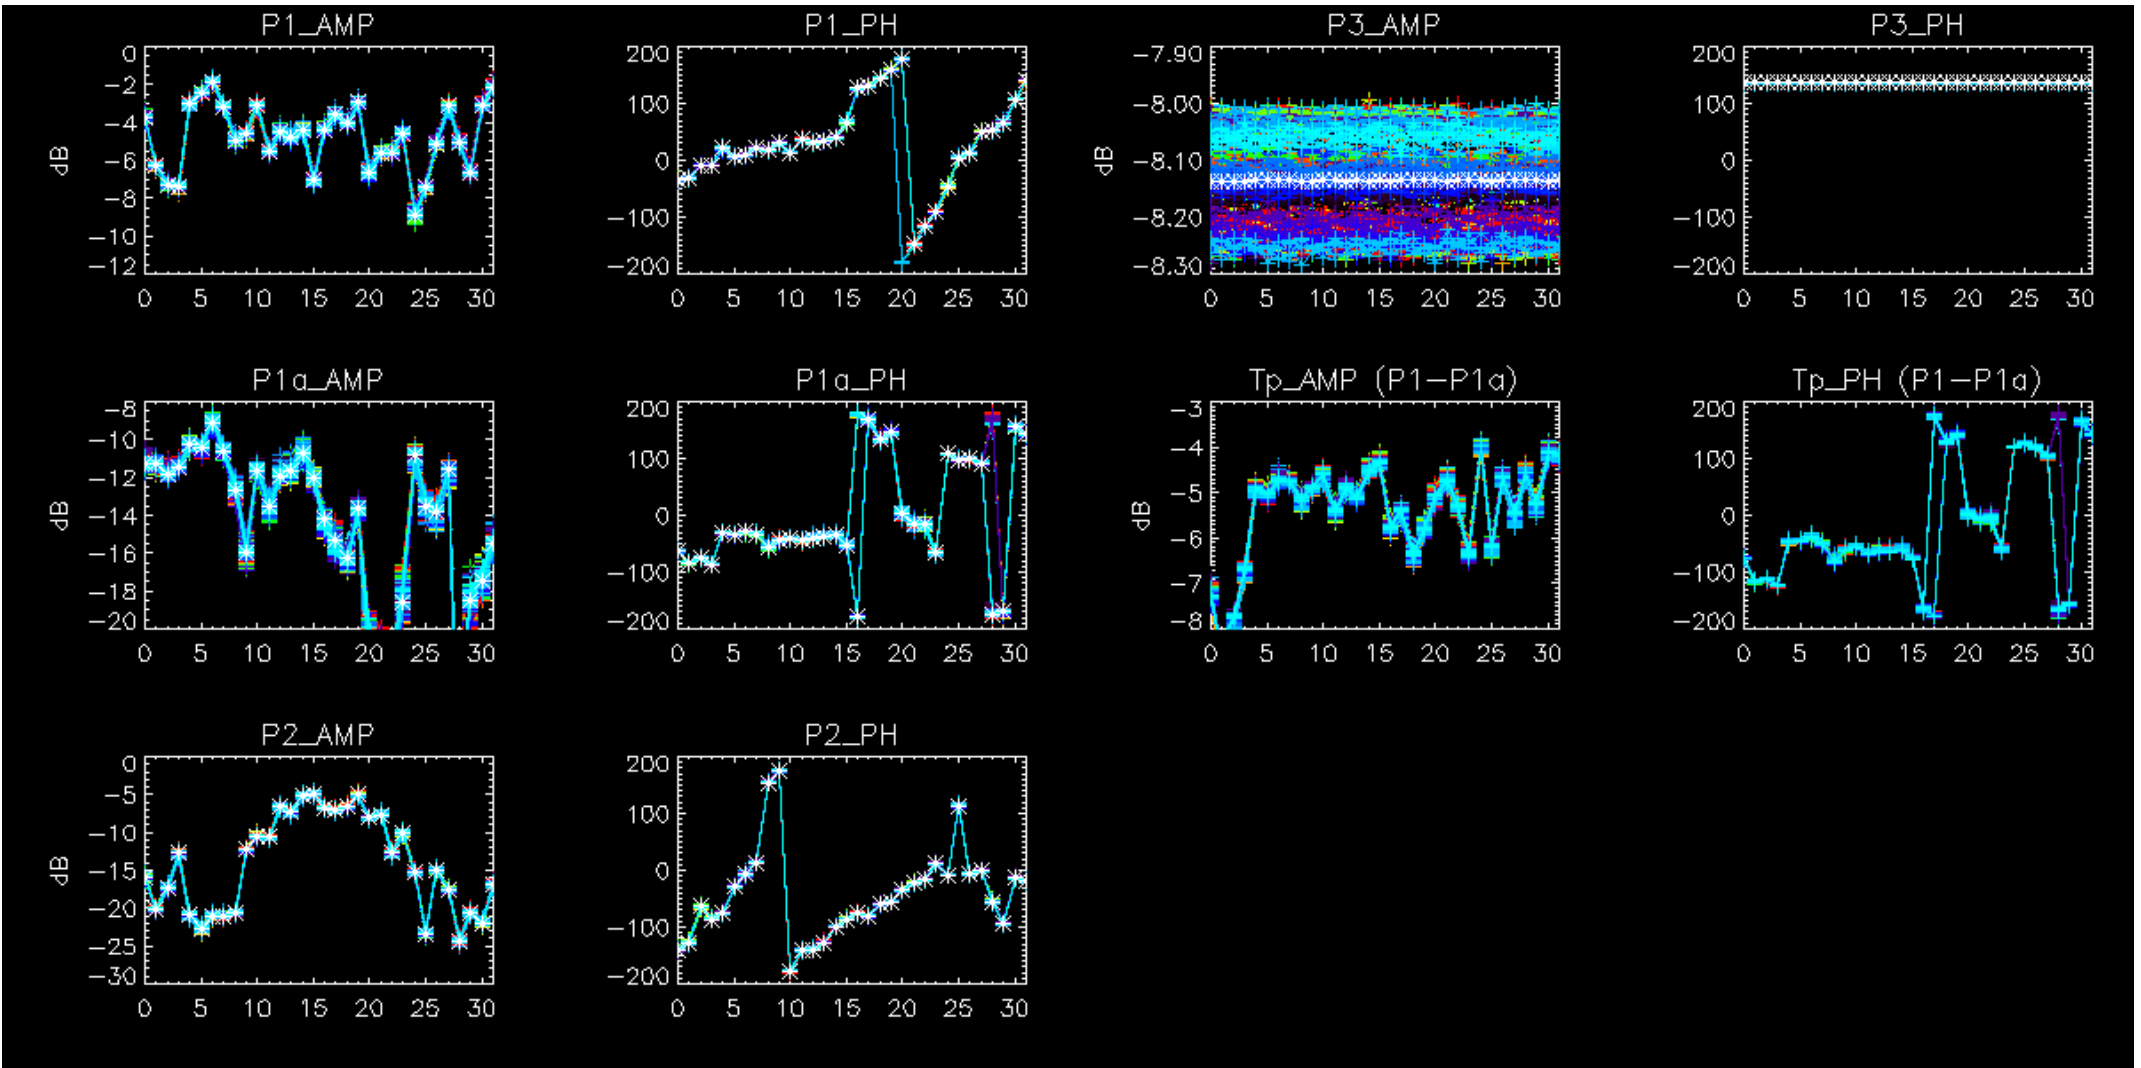 P1_AMP P1_PH P3_AMP P3_PH
0 200 −7.90 200
−2 100 −8.00 100
−4 0 −8.10 0
−6 −100 −8.20 −100
−8 −200 −8.30 −200
−10
−12
dB dB
0 5 10 15 20 25 30 0 5 10 15 20 25 30 0 5 10 15 20 25 30 0 5 10 15 20 25 30
P1a_AMP P1a_PH Tp_AMP (P1−P1a) Tp_PH (P1−P1a)
−8 200 −3 200
−10 100 −4 100
−12 0 −5 0
−14 −100 −6 −100
−16 −200 −7 −200
−18 −8
−20
dB dB
0 5 10 15 20 25 30 0 5 10 15 20 25 30 0 5 10 15 20 25 30 0 5 10 15 20 25 30
P2_AMP P2_PH
0 200
−5 100
−10 0
−15 −100
−20 −200
−25
−30
dB
0 5 10 15 20 25 30 0 5 10 15 20 25 30